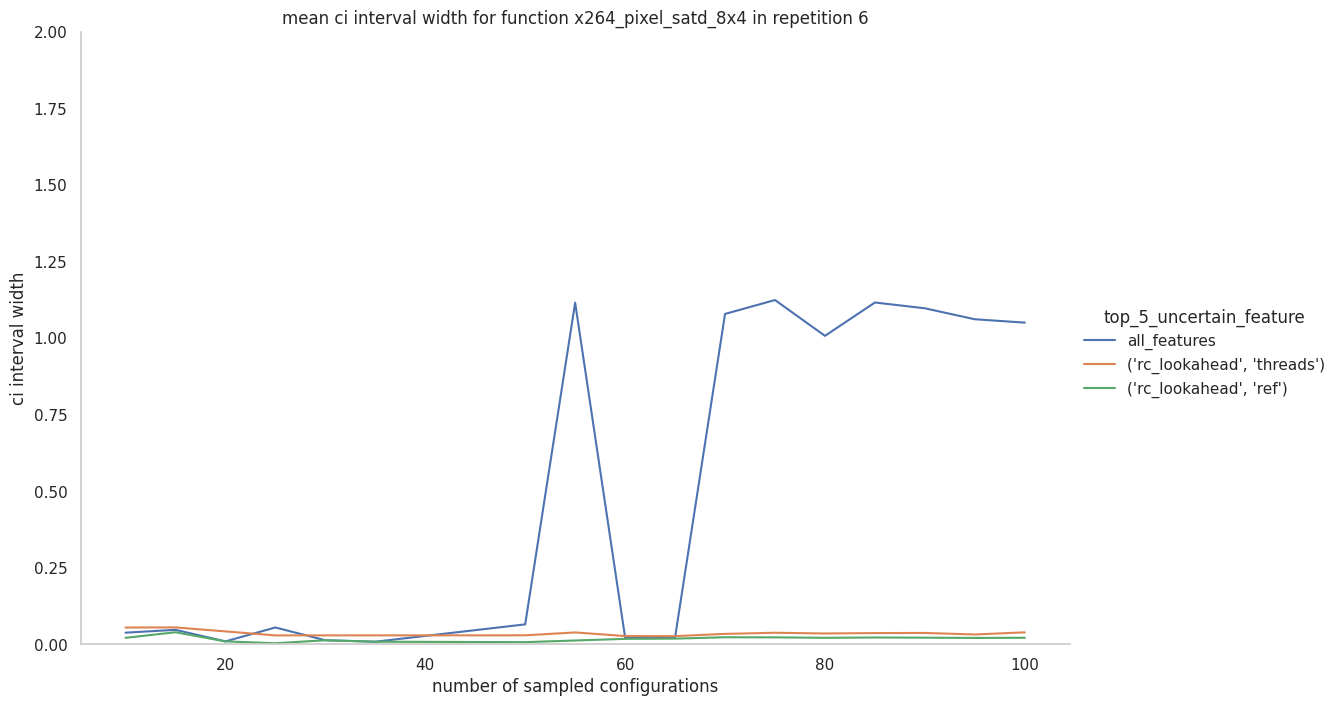 mean ci interval width for function x264_pixel_satd_8x4 in repetition 6
2.00
1.75
1.50
1.25
1.00
0.75
0.50
0.25
0.00
ci interval width
20
40
60
80
100
number of sampled configurations
top_5_uncertain_feature
all_features
('rc_lookahead', 'threads')
('rc_lookahead', 'ref')